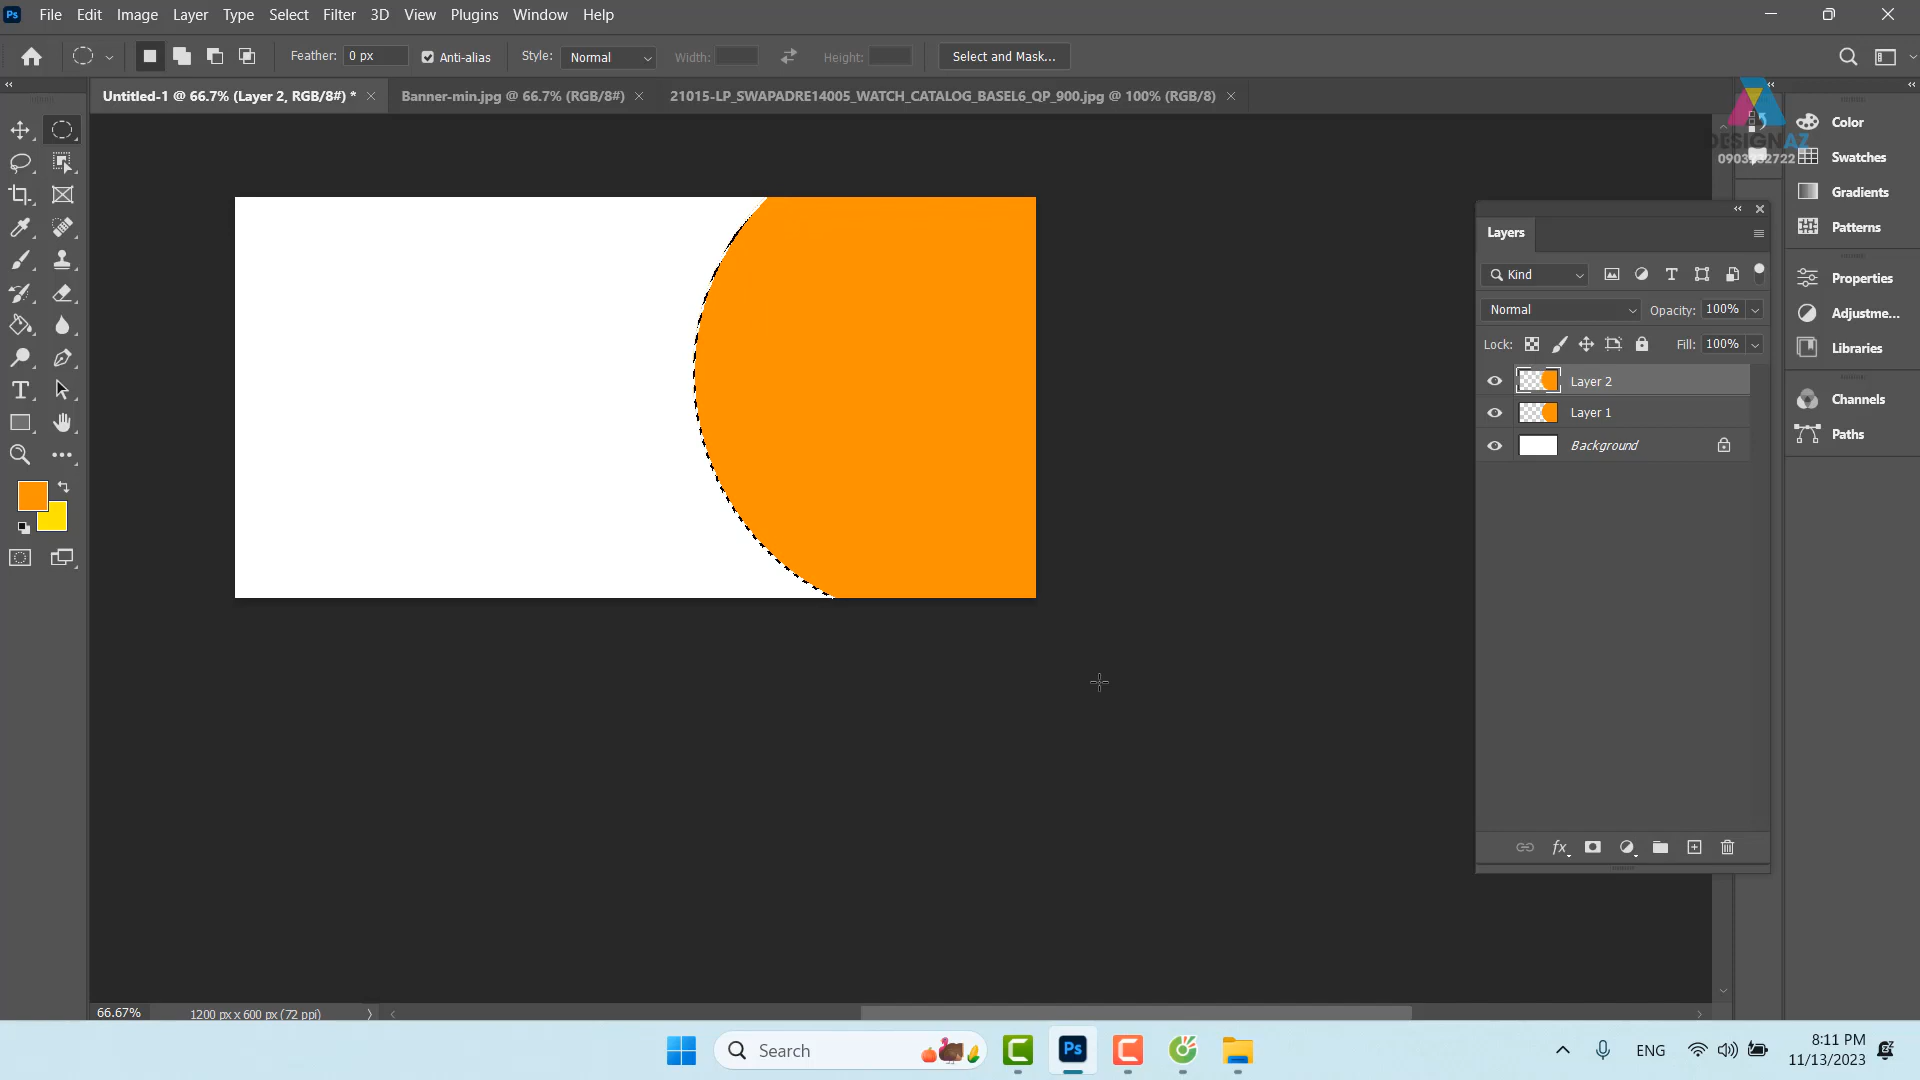 Ps File Edit Image Layer Type Select Filter 3D View Plugins Window Help
Feather: 0 px Anti-alias Style: Normal Width: Height: Select and Mask...
Untitled-1 @ 66.7% (Layer 2, RGB/8#) * Banner-min.jpg @ 66.7% (RGB/8#) 21015-LP_SWAPADRE14005_WATCH_CATALOG_BASEL6_QP_900.jpg @ 100% (RGB/8)
DESIGNAZ
Color
Swatches
Gradients
Patterns
Properties
Adjustme...
Libraries
Channels
Paths
Layers
Kind
Normal Opacity: 100%
Lock: Fill: 100%
Layer 2
Layer 1
Background
fx
66.67% 1200 px x 600 px (72 ppi)
Search
Ps
ENG
8:11 PM
11/13/2023